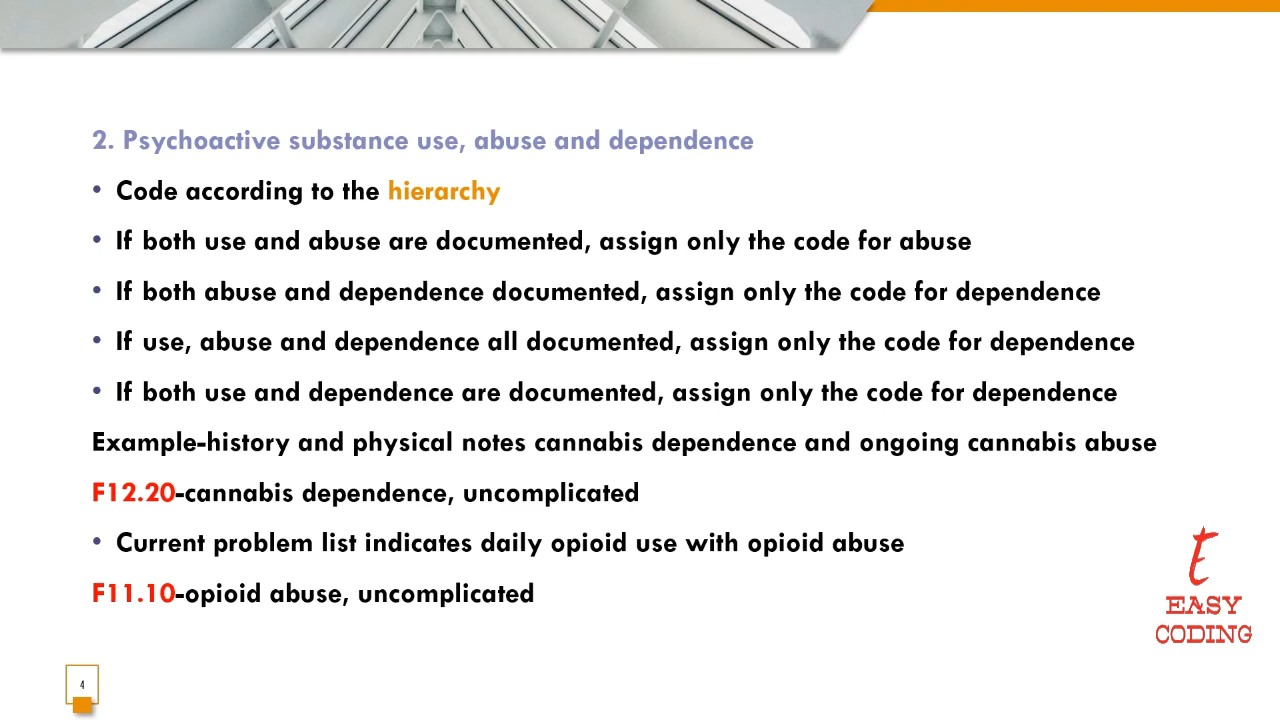 2. Psychoactive substance use, abuse and dependence
• Code according to the hierarchy
• If both use and abuse are documented, assign only the code for abuse
• If both abuse and dependence documented, assign only the code for dependence
• If use, abuse and dependence all documented, assign only the code for dependence
• If both use and dependence are documented, assign only the code for dependence
Example-history and physical notes cannabis dependence and ongoing cannabis abuse
F12.20-cannabis dependence, uncomplicated
• Current problem list indicates daily opioid use with opioid abuse
F11.10-opioid abuse, uncomplicated
t
EASY
CODING
4